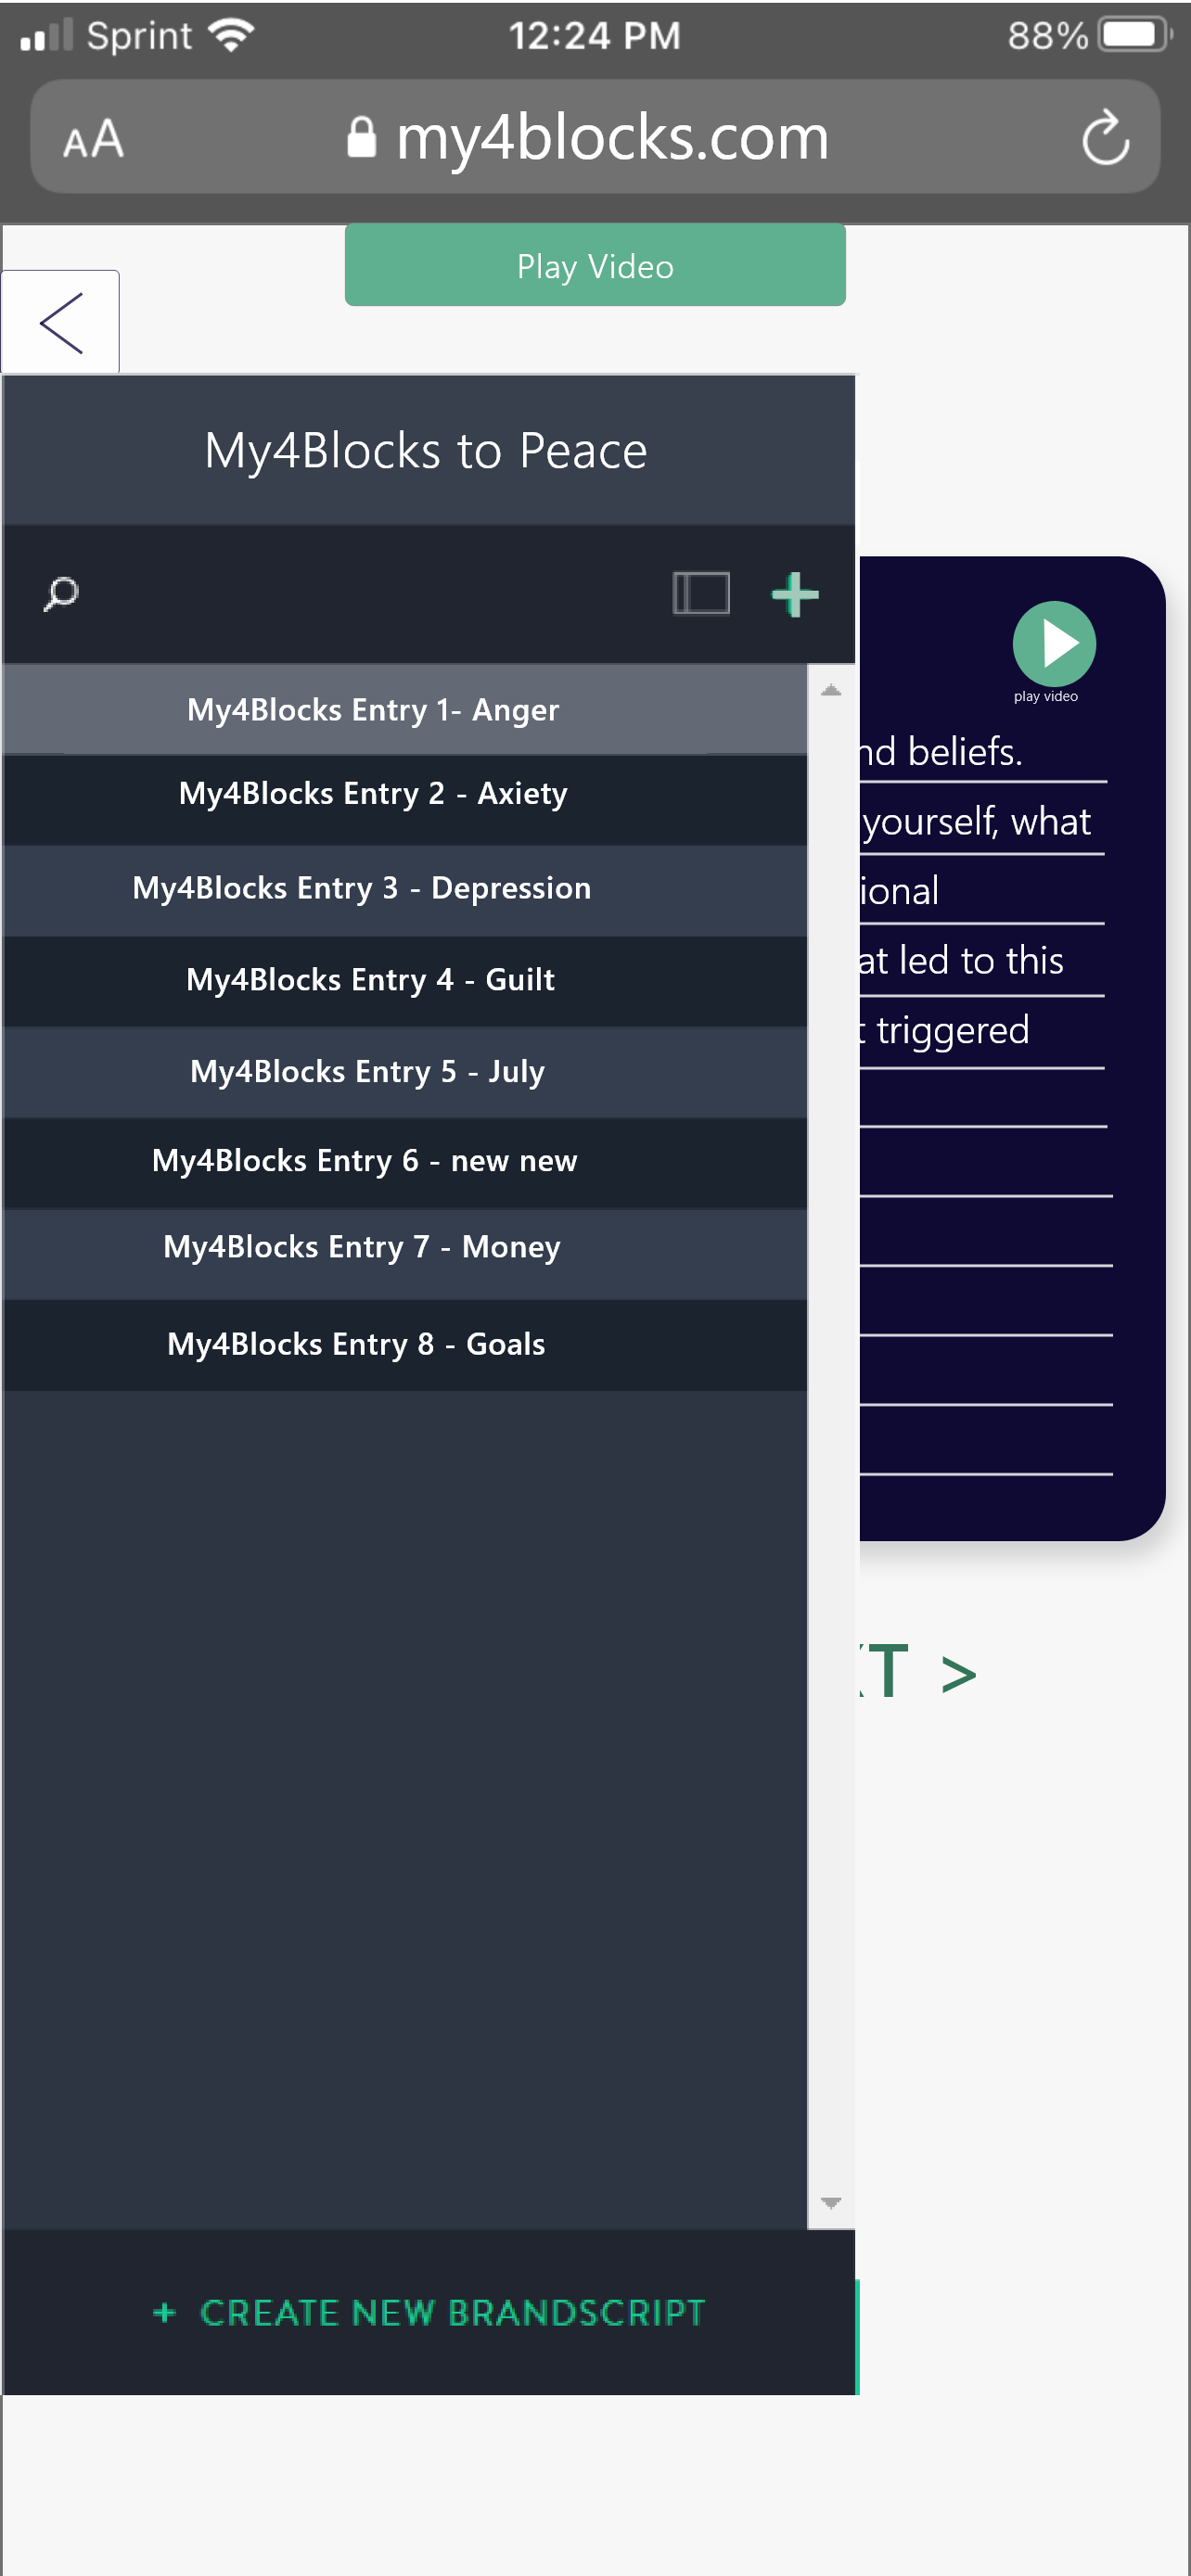 Sprint 12:24 PM 88%
AA my4blocks.com
Play Video
My4Blocks to Peace
play video
My4Blocks Entry 1- Anger
beliefs.
My4Blocks Entry 2 - Axiety
yourself, what
My4Blocks Entry 3 - Depression
My4Blocks Entry 4 - Guilt
led to this
My4Blocks Entry 5 - July
triggered
My4Blocks Entry 6 - new new
My4Blocks Entry 7 - Money
My4Blocks Entry 8 - Goals
T >
+ CREATE NEW BRANDSCRIPT